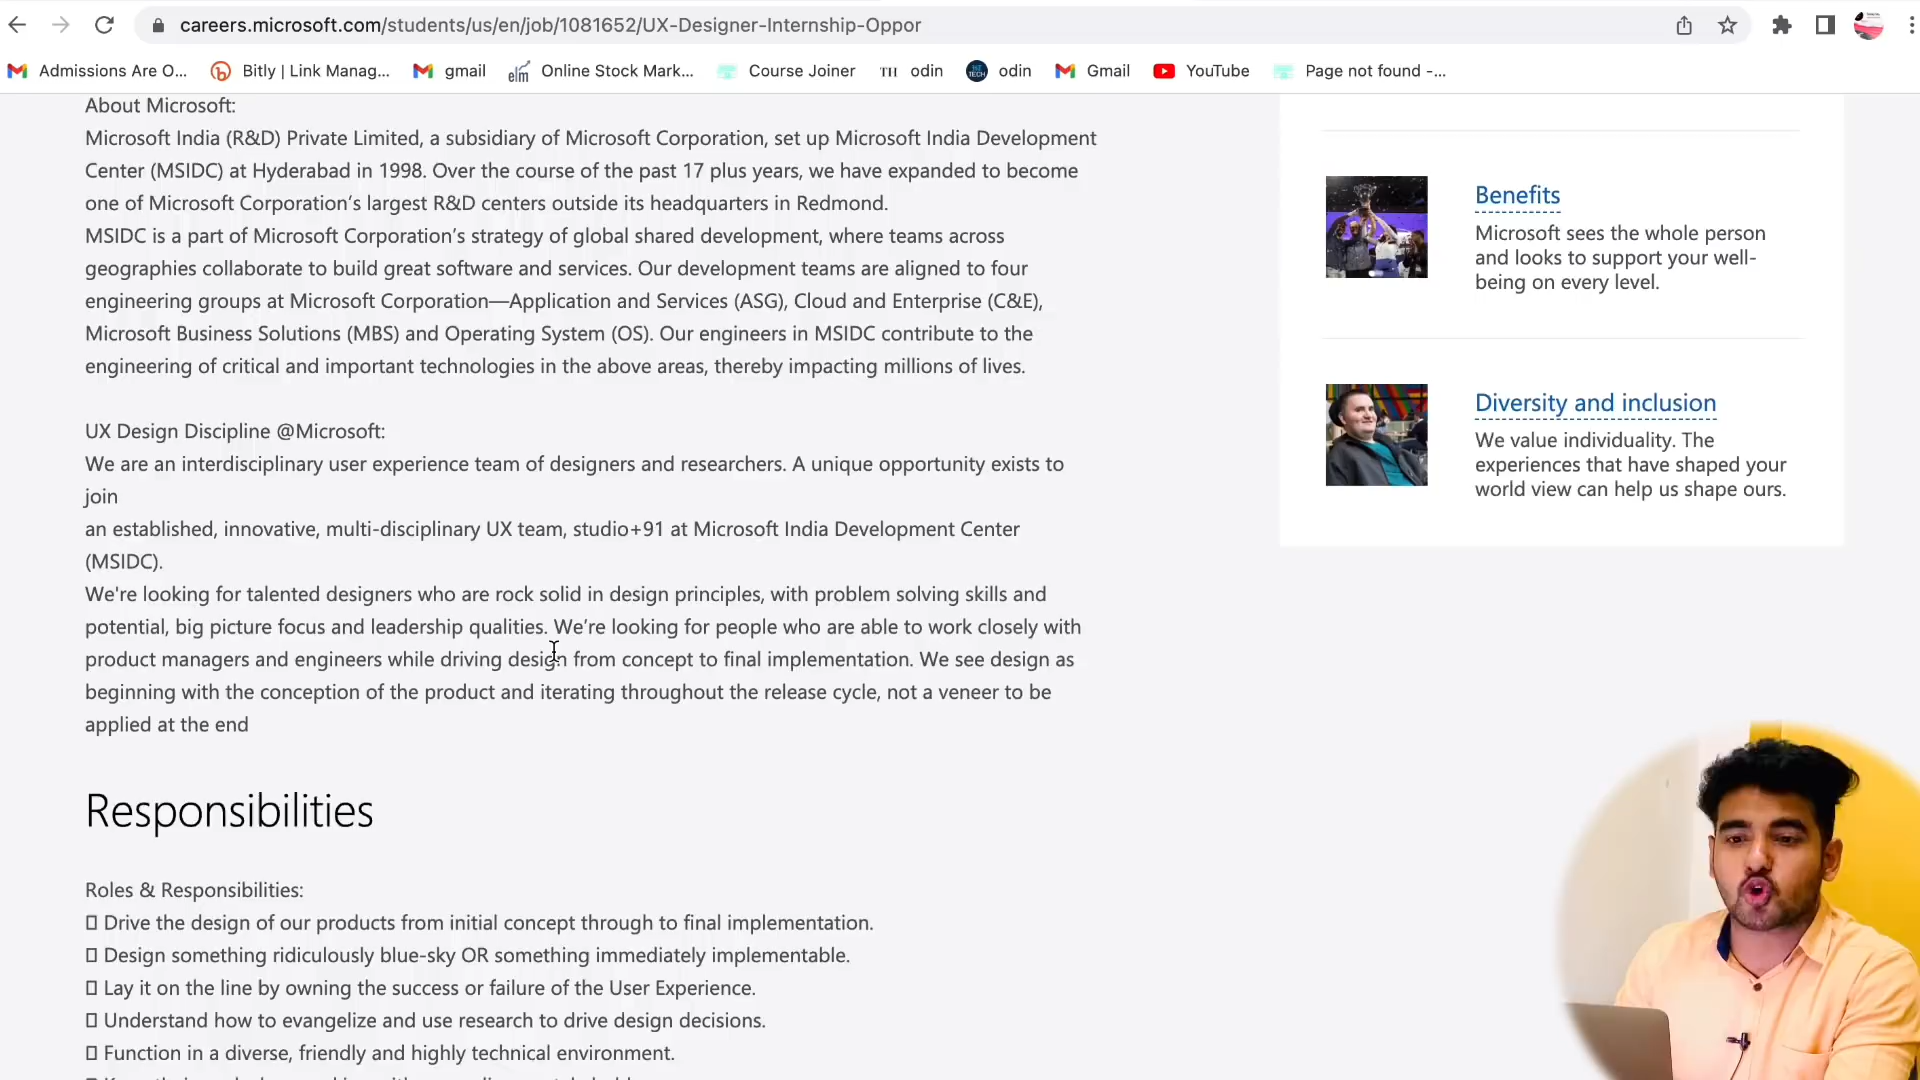 careers.microsoft.com/students/us/en/job/1081652/UX-Designer-Internship-Oppor
Admissions Are O... Bitly | Link Manag... gmail elm Online Stock Mark... Course Joiner TH odin odin Gmail YouTube Page not found -...
About Microsoft:
Microsoft India (R&D) Private Limited, a subsidiary of Microsoft Corporation, set up Microsoft India Development
Center (MSIDC) at Hyderabad in 1998. Over the course of the past 17 plus years, we have expanded to become
one of Microsoft Corporation’s largest R&D centers outside its headquarters in Redmond.
MSIDC is a part of Microsoft Corporation’s strategy of global shared development, where teams across
geographies collaborate to build great software and services. Our development teams are aligned to four
engineering groups at Microsoft Corporation—Application and Services (ASG), Cloud and Enterprise (C&E),
Microsoft Business Solutions (MBS) and Operating System (OS). Our engineers in MSIDC contribute to the
engineering of critical and important technologies in the above areas, thereby impacting millions of lives.
UX Design Discipline @Microsoft:
We are an interdisciplinary user experience team of designers and researchers. A unique opportunity exists to
join
an established, innovative, multi-disciplinary UX team, studio+91 at Microsoft India Development Center
(MSIDC).
We're looking for talented designers who are rock solid in design principles, with problem solving skills and
potential, big picture focus and leadership qualities. We’re looking for people who are able to work closely with
product managers and engineers while driving design from concept to final implementation. We see design as
beginning with the conception of the product and iterating throughout the release cycle, not a veneer to be
applied at the end
Responsibilities
Roles & Responsibilities:
Drive the design of our products from initial concept through to final implementation.
Design something ridiculously blue-sky OR something immediately implementable.
Lay it on the line by owning the success or failure of the User Experience.
Understand how to evangelize and use research to drive design decisions.
Function in a diverse, friendly and highly technical environment.
Benefits
Microsoft sees the whole person
and looks to support your well-
being on every level.
Diversity and inclusion
We value individuality. The
experiences that have shaped your
world view can help us shape ours.